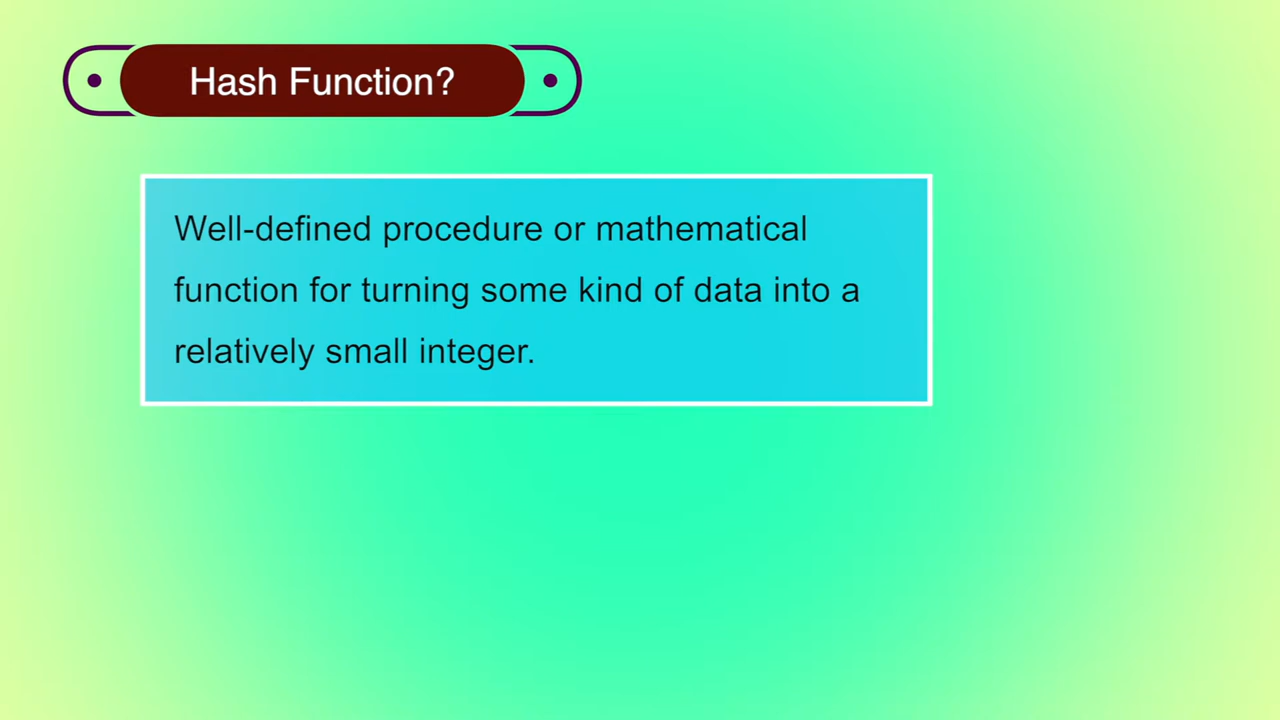 Hash Function?
Well-defined procedure or mathematical
function for turning some kind of data into a
relatively small integer.